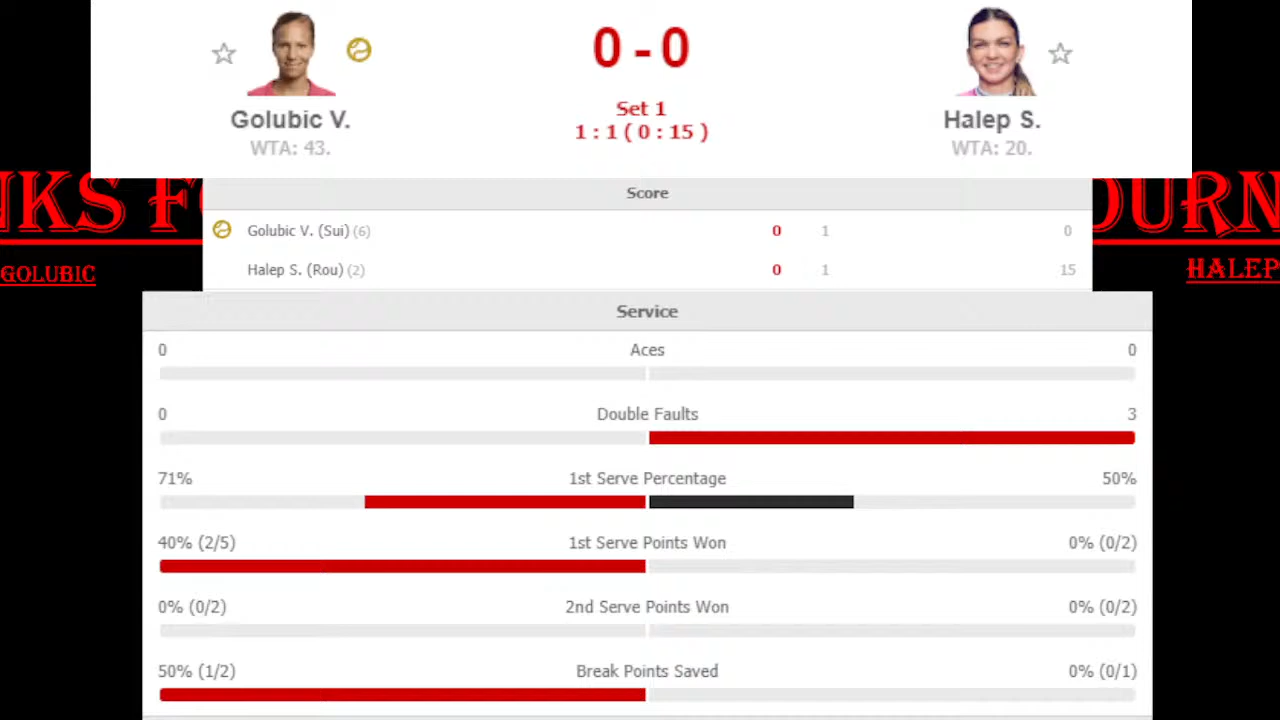 0 - 0
Set 1
1 : 1 ( 0 : 15 )
Golubic V.
WTA: 43.
Halep S.
WTA: 20.
Score
Golubic V. (Sui) (6) 0 1 0
Halep S. (Rou) (2) 0 1 15
GOLUBIC
HALEP
Service
0 Aces 0
0 Double Faults 3
71% 1st Serve Percentage 50%
40% (2/5) 1st Serve Points Won 0% (0/2)
0% (0/2) 2nd Serve Points Won 0% (0/2)
50% (1/2) Break Points Saved 0% (0/1)